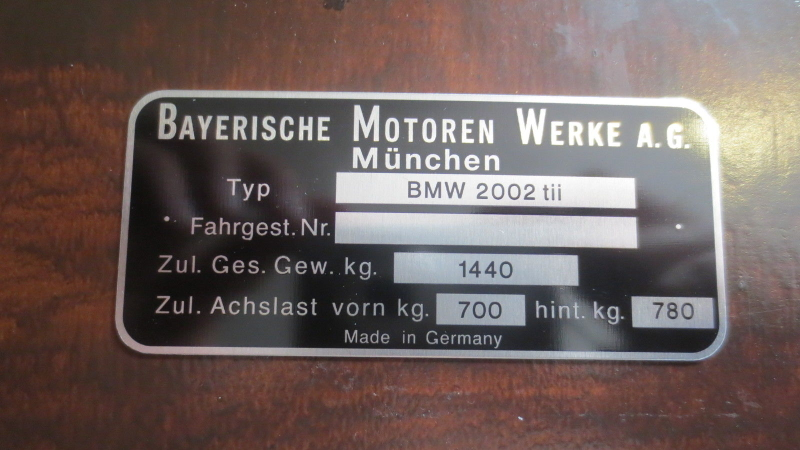 BAYERISCHE MOTOREN WERKE A.G.
München
Typ BMW 2002 tii
Fahrgest. Nr.
Zul. Ges. Gew. kg. 1440
Zul. Achslast vorn kg. 700 hint. kg. 780
Made in Germany